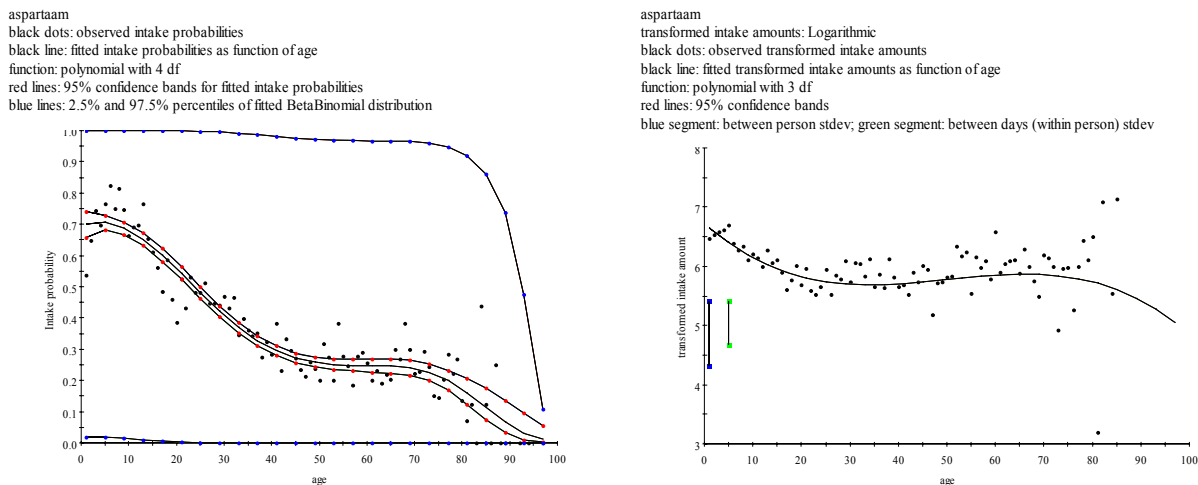 aspartaam
black dots: observed intake probabilities
black line: fitted intake probabilities as function of age
function: polynomial with 4 df
red lines: 95% confidence bands for fitted intake probabilities
blue lines: 2.5% and 97.5% percentiles of fitted BetaBinomial distribution
1.0
0.9
0.8
0.7
0.6
0.5
0.4
0.3
0.2
0.1
0.0
Intake probability
0 10 20 30 40 50 60 70 80 90 100
age
aspartaam
transformed intake amounts: Logarithmic
black dots: observed transformed intake amounts
black line: fitted transformed intake amounts as function of age
function: polynomial with 3 df
red lines: 95% confidence bands
blue segment: between person stdev; green segment: between days (within person) stdev
8
7
6
5
4
3
transformed intake amount
0 10 20 30 40 50 60 70 80 90 100
age